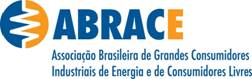 ABRACE
Associação Brasileira de Grandes Consumidores
Industriais de Energia e de Consumidores Livres